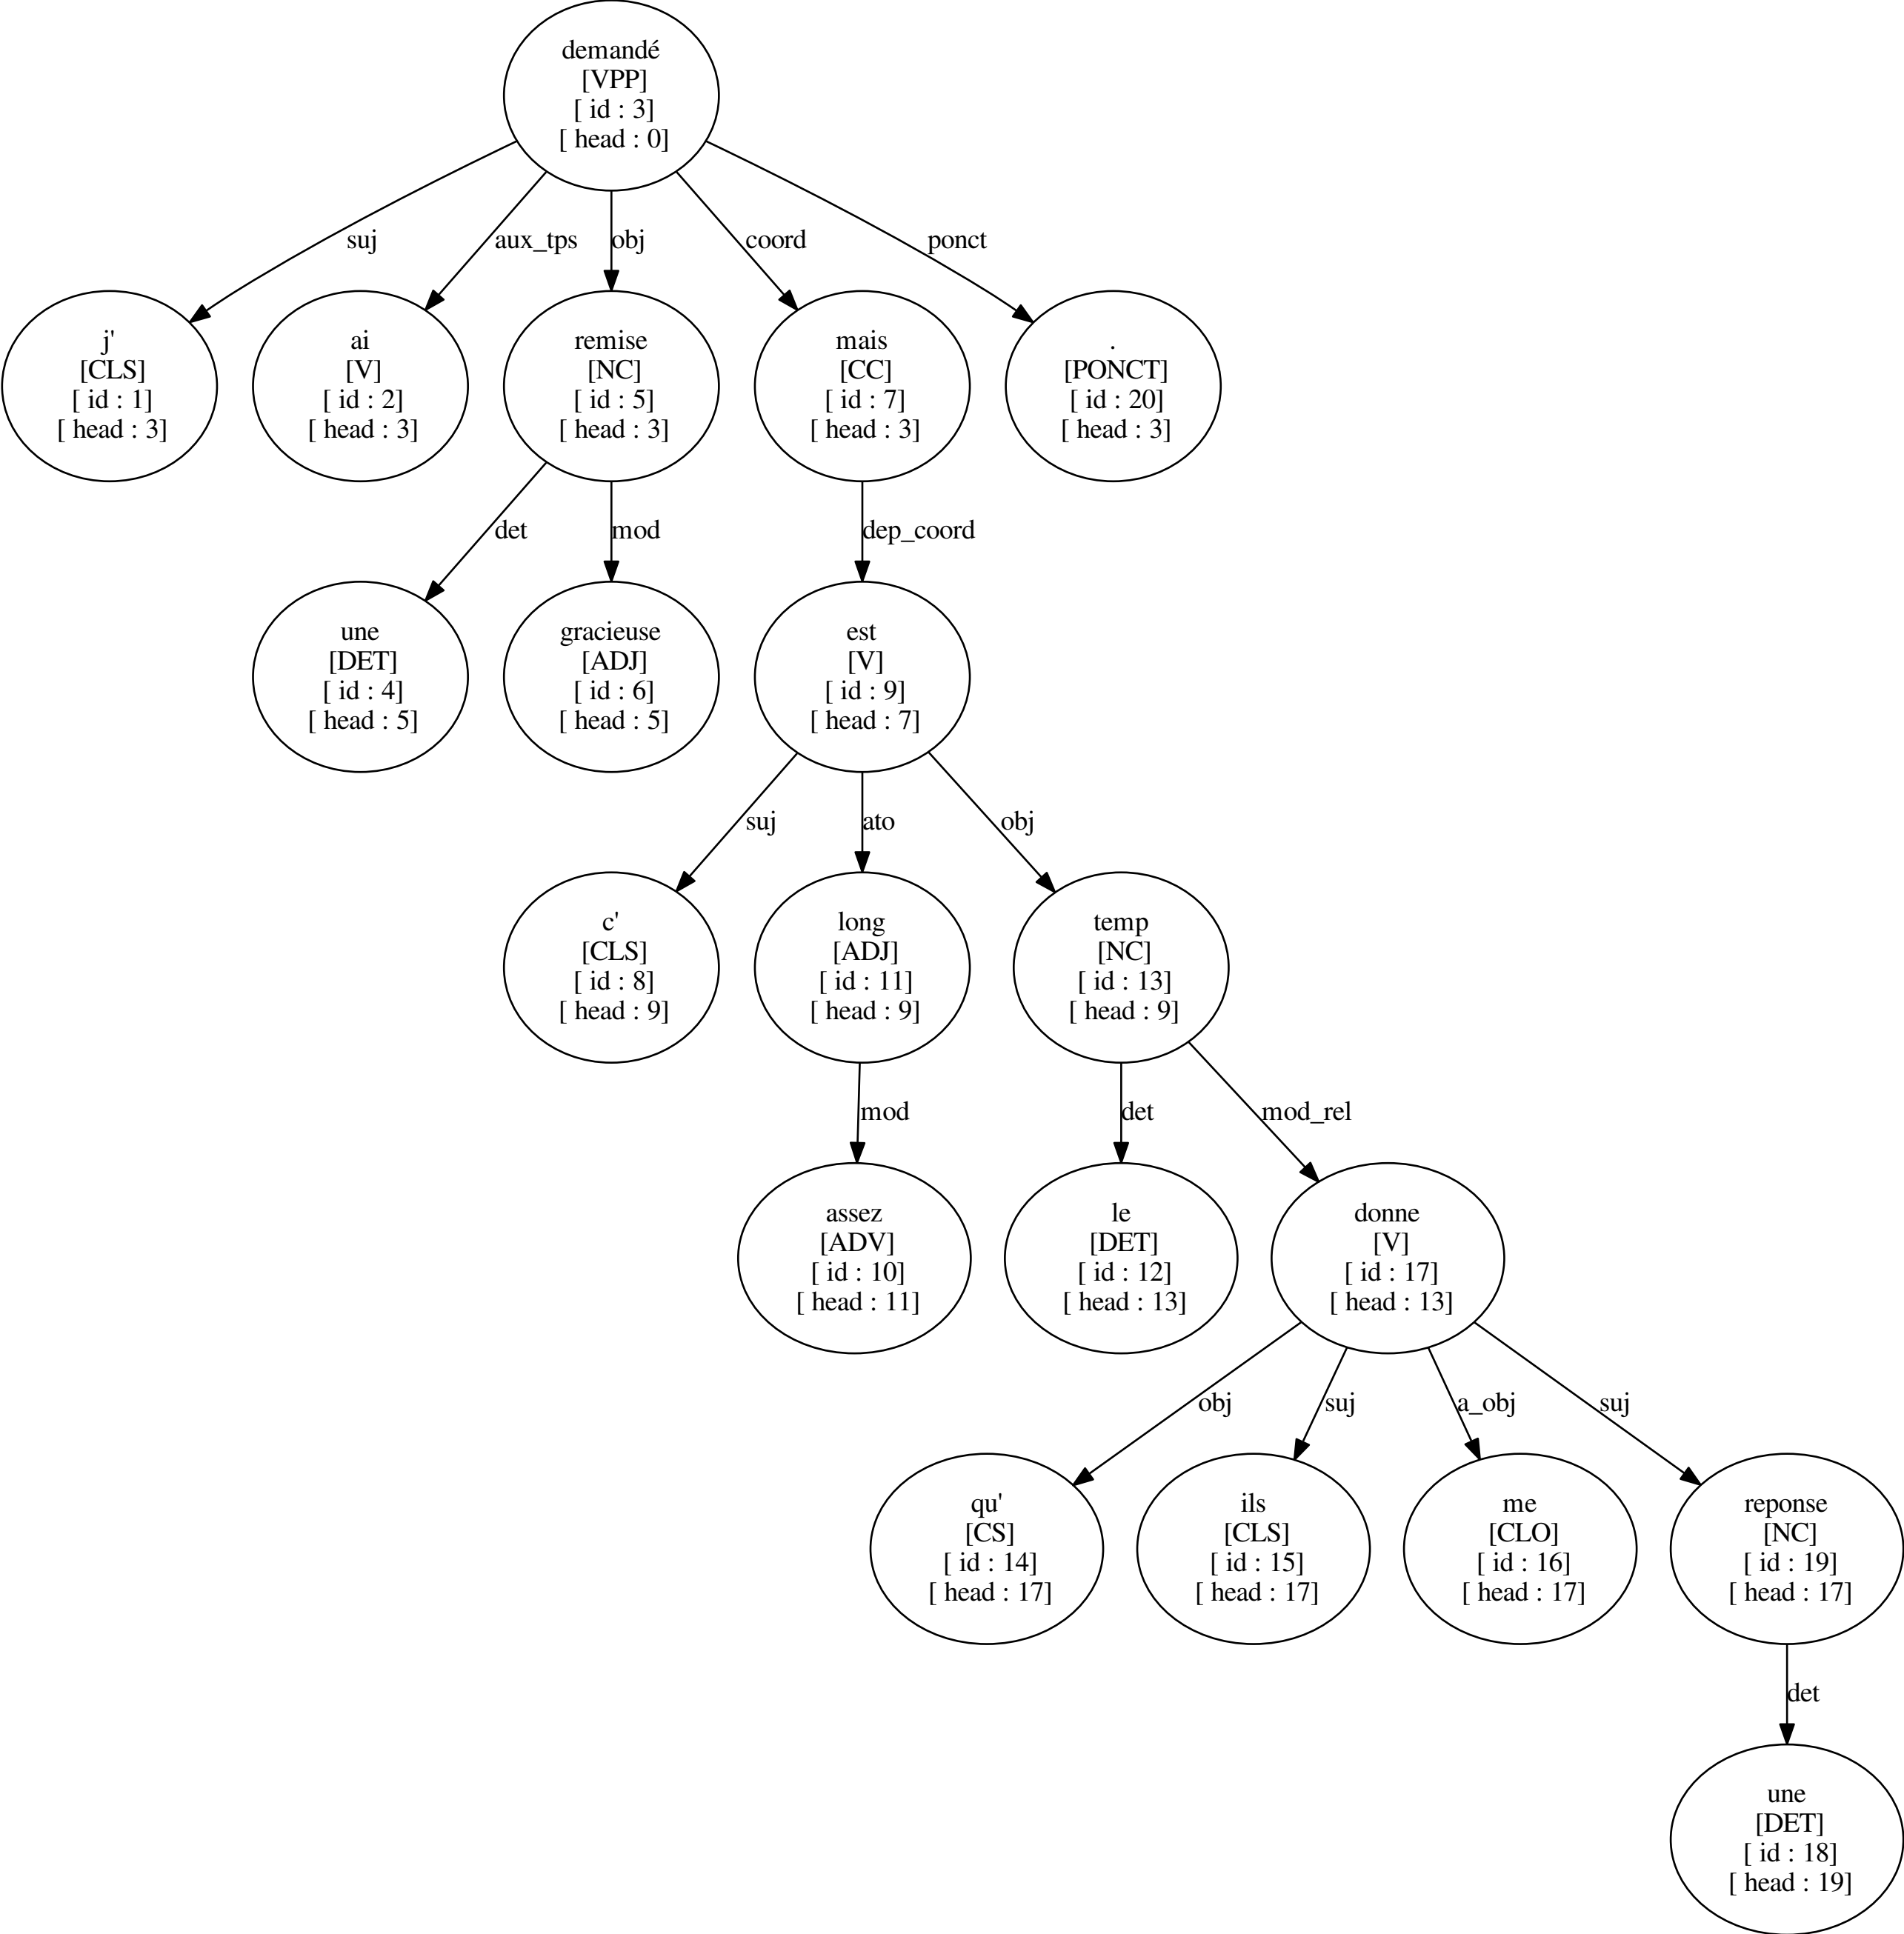 demandé
[VPP]
[ id : 3]
[ head : 0]
suj
aux_tps
obj
coord
ponct
j'
[CLS]
[ id : 1]
[ head : 3]
ai
[V]
[ id : 2]
[ head : 3]
remise
[NC]
[ id : 5]
[ head : 3]
mais
[CC]
[ id : 7]
[ head : 3]
.
[PONCT]
[ id : 20]
[ head : 3]
det
mod
dep_coord
une
[DET]
[ id : 4]
[ head : 5]
gracieuse
[ADJ]
[ id : 6]
[ head : 5]
est
[V]
[ id : 9]
[ head : 7]
suj
ato
obj
c'
[CLS]
[ id : 8]
[ head : 9]
long
[ADJ]
[ id : 11]
[ head : 9]
temp
[NC]
[ id : 13]
[ head : 9]
mod
det
mod_rel
assez
[ADV]
[ id : 10]
[ head : 11]
le
[DET]
[ id : 12]
[ head : 13]
donne
[V]
[ id : 17]
[ head : 13]
obj
suj
a_obj
suj
qu'
[CS]
[ id : 14]
[ head : 17]
ils
[CLS]
[ id : 15]
[ head : 17]
me
[CLO]
[ id : 16]
[ head : 17]
reponse
[NC]
[ id : 19]
[ head : 17]
det
une
[DET]
[ id : 18]
[ head : 19]